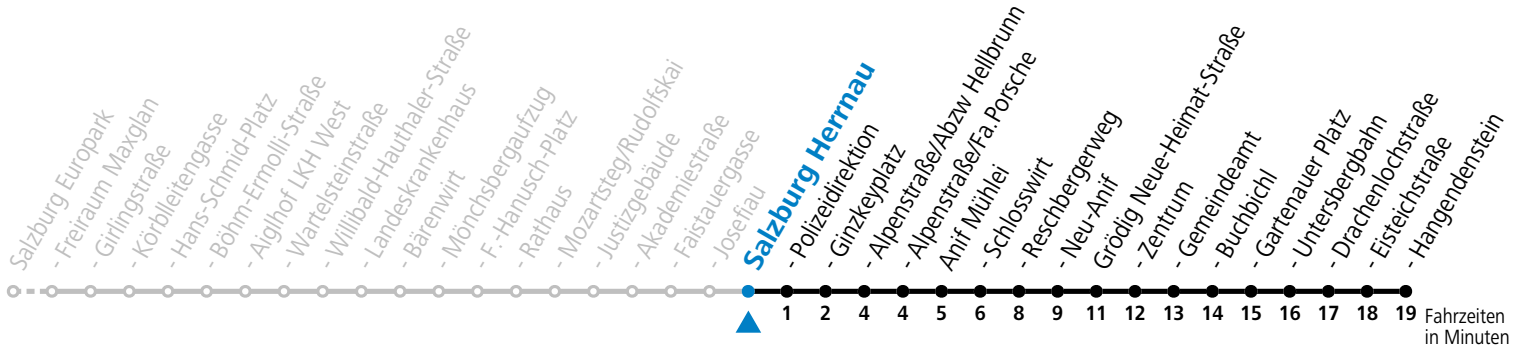 Salzburg Europark
- Freiraum Maxglan
- Girlingstraße
- Körblleitengasse
- Hans-Schmid-Platz
- Böhm-Ermolli-Straße
- Aiglhof LKH West
- Wartelsteinstraße
- Willibald-Hauthaler-Straße
- Landeskrankenhaus
- Bärenwirt
- Mönchsbergaufzug
- F.-Hanusch-Platz
- Rathaus
- Mozartsteg/Rudolfskai
- Justizgebäude
- Akademiestraße
- Faistauergasse
- Josefiau
Salzburg Herrnau
- Polizeidirektion
- Ginzkeyplatz
- Alpenstraße/Abzw Hellbrunn
- Alpenstraße/Fa.Porsche
Anif Mühlei
- Schlosswirt
- Reschbergerweg
- Neu-Anif
Grödig Neue-Heimat-Straße
- Zentrum
- Gemeindeamt
- Buchbichl
- Gartenauer Platz
- Untersbergbahn
- Drachenlochstraße
- Eisteichstraße
- Hangendenstein
1 2 4 4 5 6 8 9 11 12 13 14 15 16 17 18 19 Fahrzeiten
in Minuten